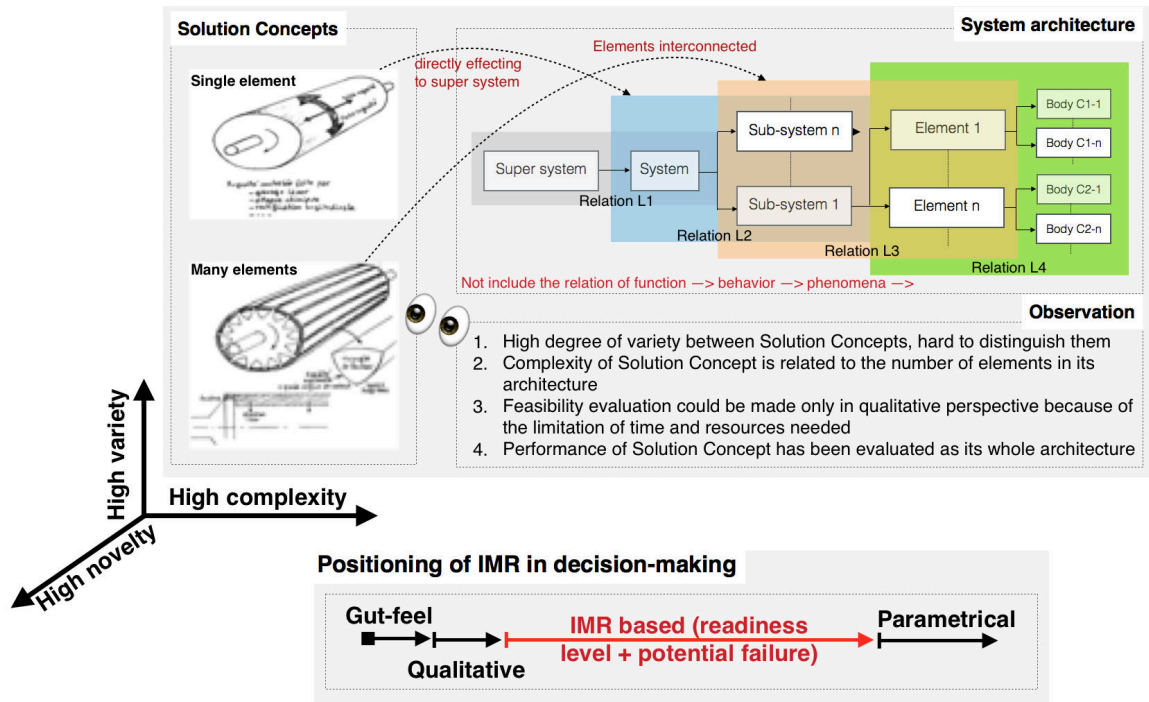 Solution Concepts
System architecture
Single element
directly effecting
to super system
Elements interconnected
Super system
System
Sub-system n
Sub-system 1
Element 1
Element n
Body C1-1
Body C1-n
Body C2-1
Body C2-n
Relation L1
Relation L2
Relation L3
Relation L4
Not include the relation of function —> behavior —> phenomena —>
Many elements
Observation
1. High degree of variety between Solution Concepts, hard to distinguish them
2. Complexity of Solution Concept is related to the number of elements in its
architecture
3. Feasibility evaluation could be made only in qualitative perspective because of
the limitation of time and resources needed
4. Performance of Solution Concept has been evaluated as its whole architecture
High variety
High complexity
High novelty
Positioning of IMR in decision-making
Gut-feel
Qualitative
IMR based (readiness
level + potential failure)
Parametrical